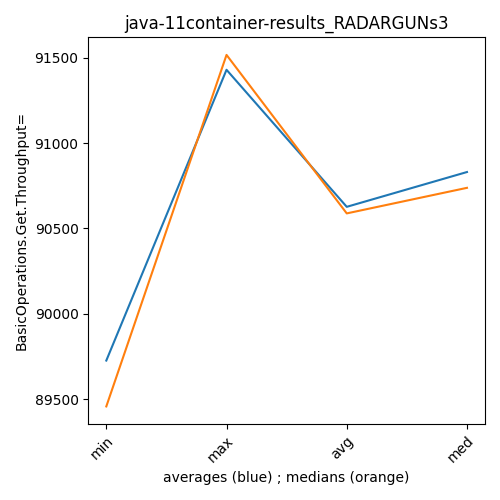 java-11container-results_RADARGUNs3
BasicOperations.Get.Throughput=
91500
91000
90500
90000
89500
min
max
avg
med
averages (blue) ; medians (orange)